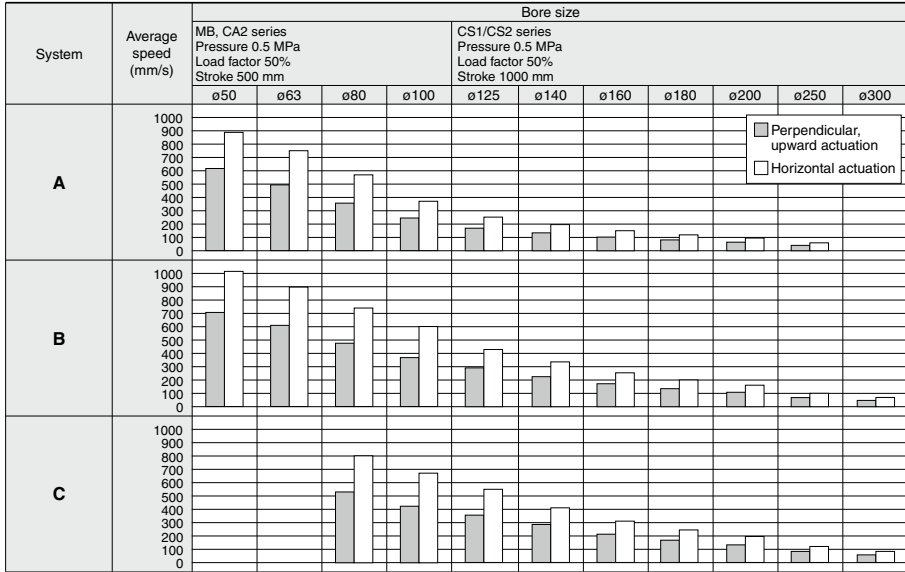 Bore size
System
Average
speed
(mm/s)
MB, CA2 series
Pressure 0.5 MPa
Load factor 50%
Stroke 500 mm
CS1/CS2 series
Pressure 0.5 MPa
Load factor 50%
Stroke 1000 mm
ø50 ø63 ø80 ø100 ø125 ø140 ø160 ø180 ø200 ø250 ø300
A
1000
900
800
700
600
500
400
300
200
100
0
Perpendicular,
upward actuation
Horizontal actuation
B
1000
900
800
700
600
500
400
300
200
100
0
C
1000
900
800
700
600
500
400
300
200
100
0